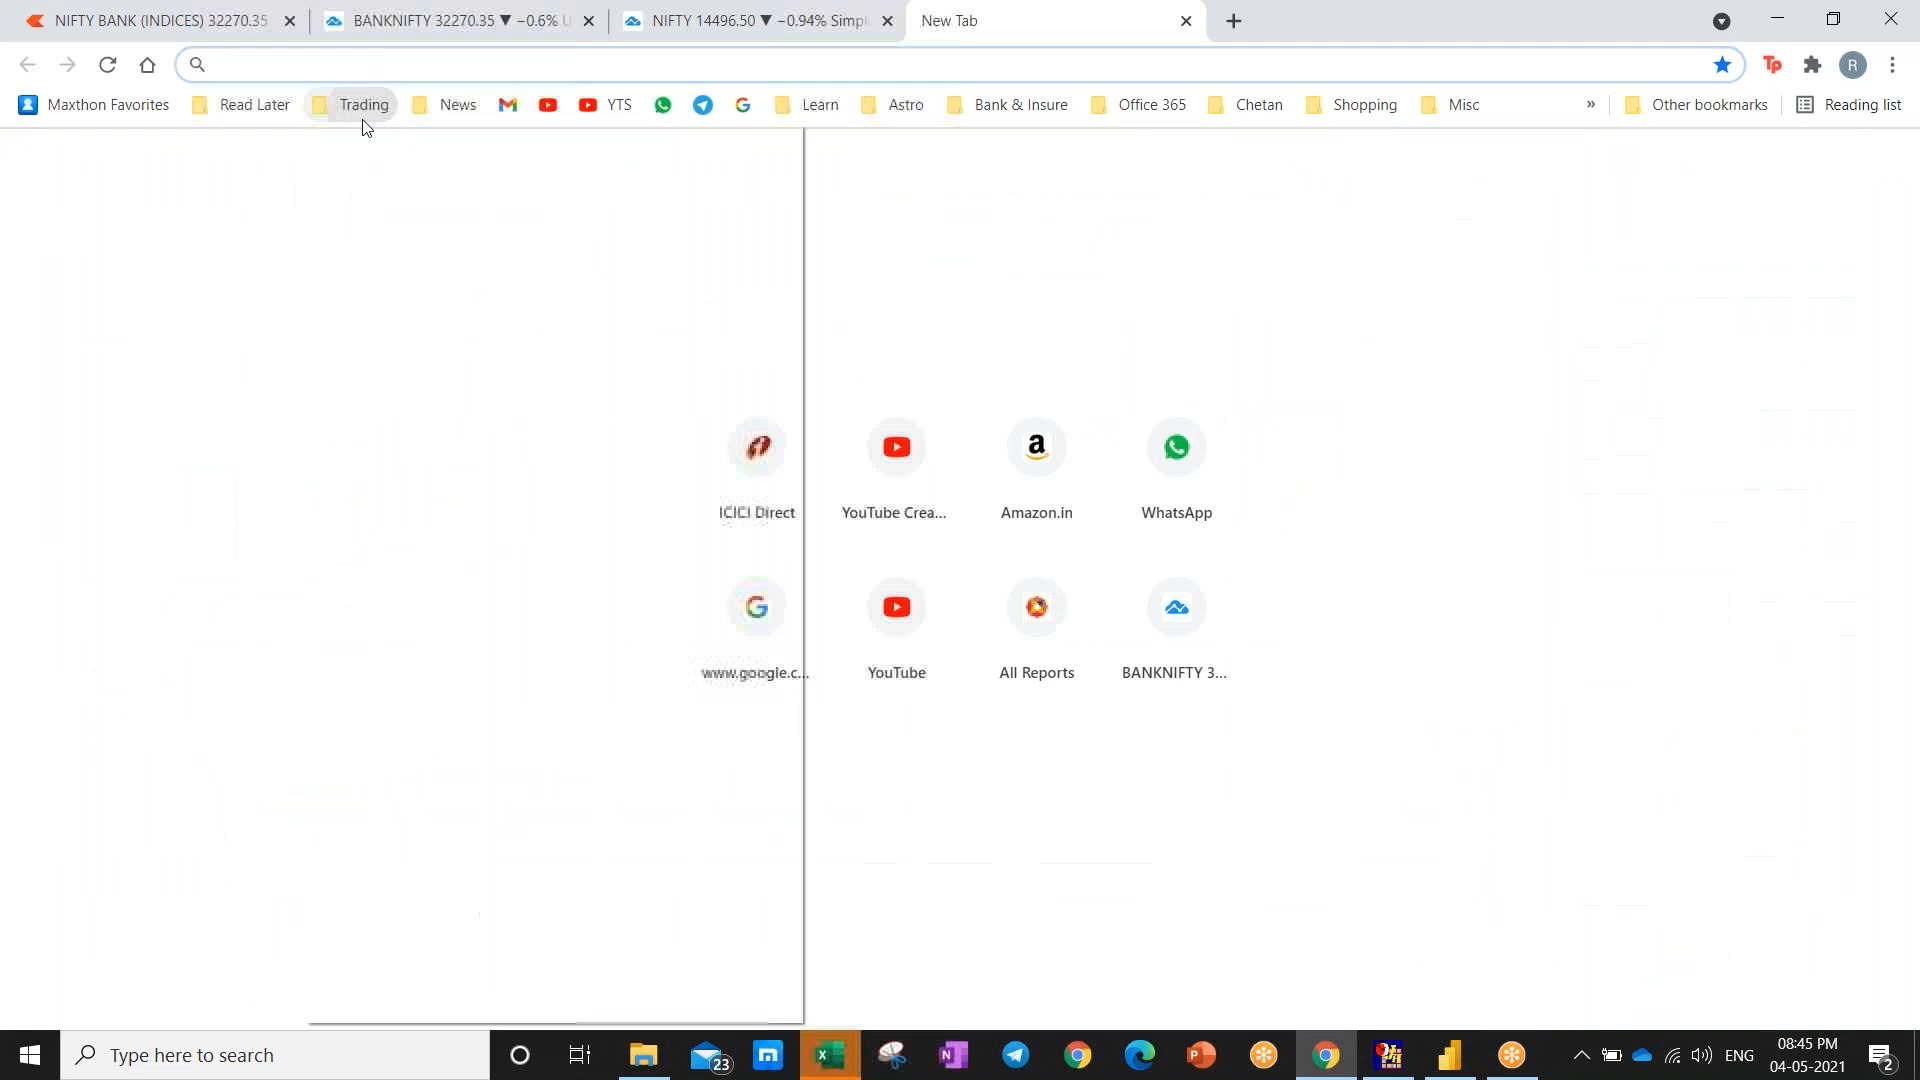 NIFTY BANK (INDICES) 32270.35
BANKNIFTY 32270.35 ▼ −0.6% U
NIFTY 14496.50 ▼ −0.94% Simpl
New Tab
Tp
R
Maxthon Favorites
Read Later
Trading
News
YTS
Learn
Astro
Bank & Insure
Office 365
Chetan
Shopping
Misc
»
Other bookmarks
Reading list
ICICI Direct
YouTube Crea...
Amazon.in
WhatsApp
www.google.c...
YouTube
All Reports
BANKNIFTY 3...
Type here to search
23
ENG
08:45 PM
04-05-2021
2